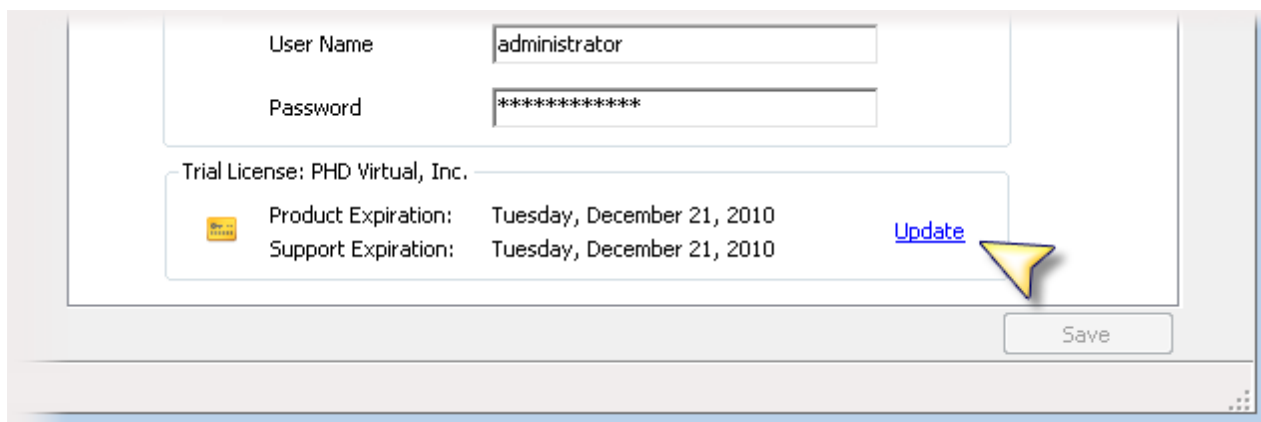 User Name administrator
Password ************
Trial License: PHD Virtual, Inc.
Product Expiration: Tuesday, December 21, 2010
Support Expiration: Tuesday, December 21, 2010
Update
Save